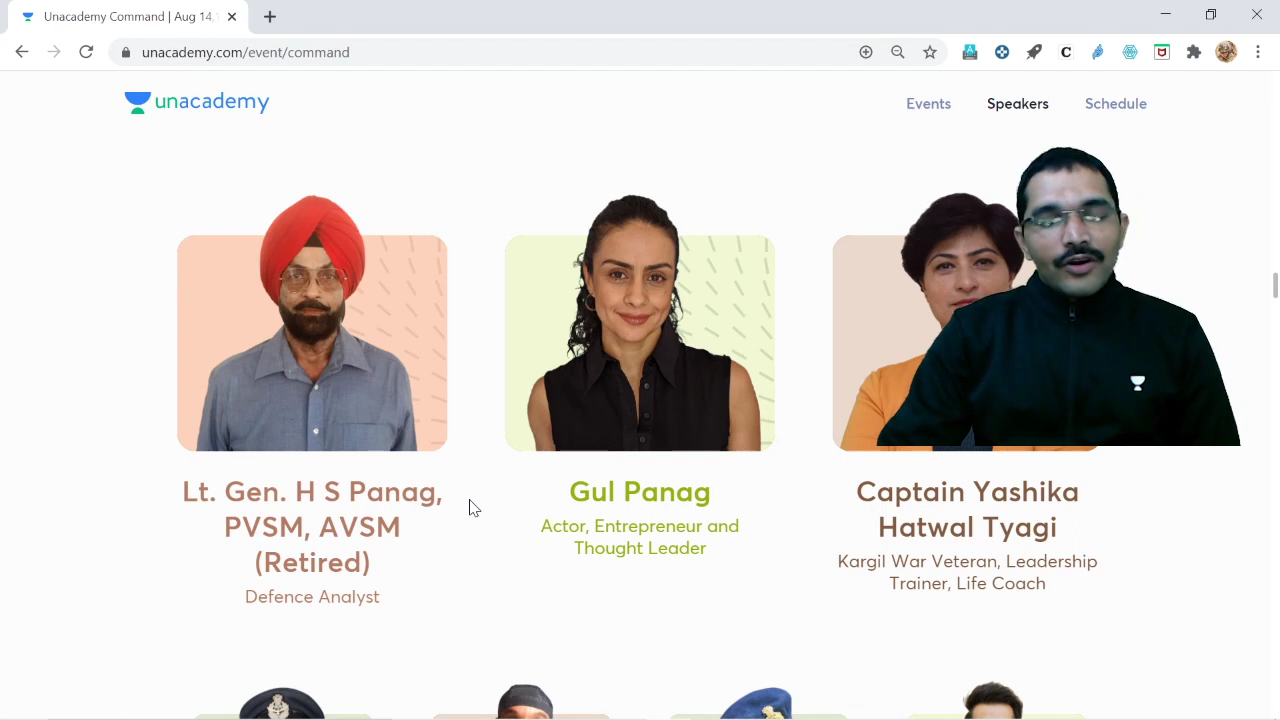 Unacademy Command | Aug 14,
unacademy.com/event/command
unacademy
Events
Speakers
Schedule
Lt. Gen. H S Panag,
PVSM, AVSM
(Retired)
Defence Analyst
Gul Panag
Actor, Entrepreneur and
Thought Leader
Captain Yashika
Hatwal Tyagi
Kargil War Veteran, Leadership
Trainer, Life Coach